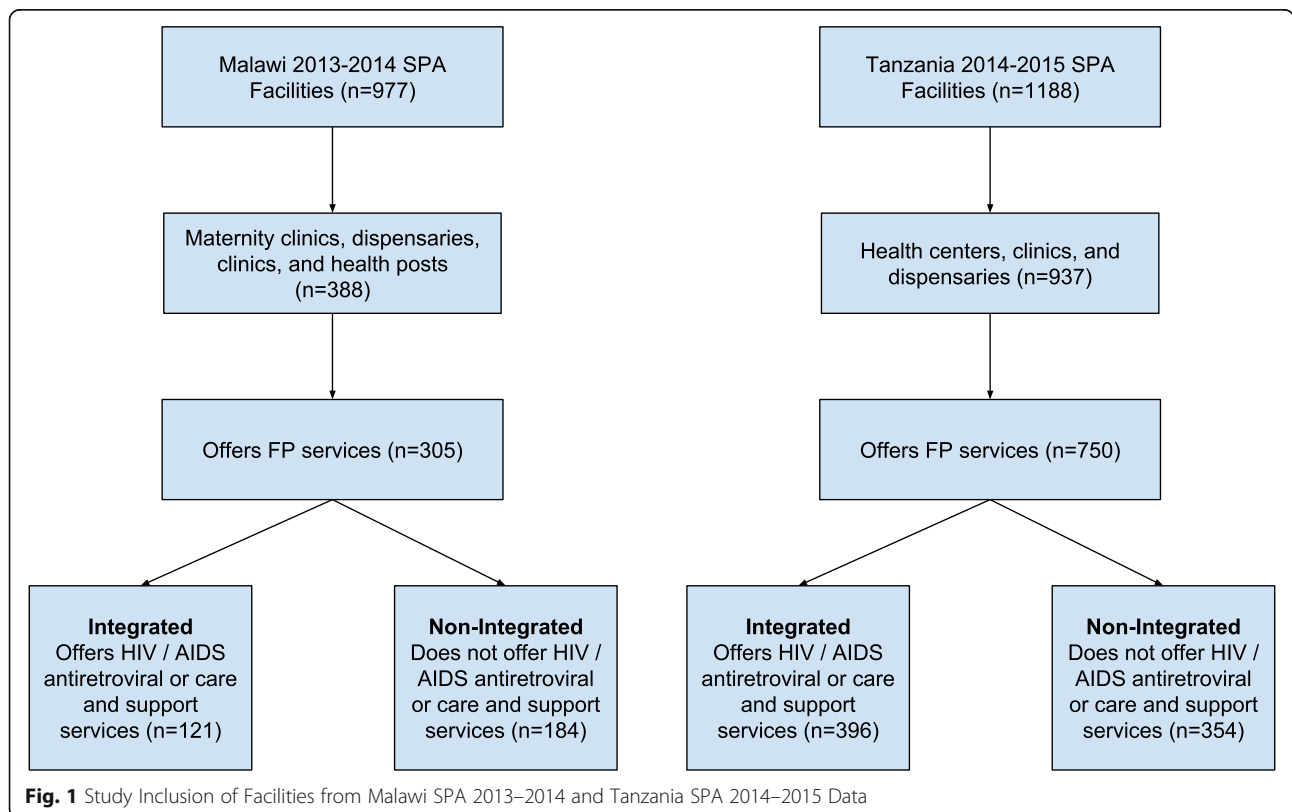 Malawi 2013-2014 SPA
Facilities (n=977)
Tanzania 2014-2015 SPA
Facilities (n=1188)
Maternity clinics, dispensaries,
clinics, and health posts
(n=388)
Health centers, clinics, and
dispensaries (n=937)
Offers FP services (n=305)
Offers FP services (n=750)
Integrated
Offers HIV / AIDS
antiretroviral or care
and support
services (n=121)
Non-Integrated
Does not offer HIV /
AIDS antiretroviral
or care and support
services (n=184)
Integrated
Offers HIV / AIDS
antiretroviral or care
and support
services (n=396)
Non-Integrated
Does not offer HIV /
AIDS antiretroviral
or care and support
services (n=354)
Fig. 1 Study Inclusion of Facilities from Malawi SPA 2013–2014 and Tanzania SPA 2014–2015 Data